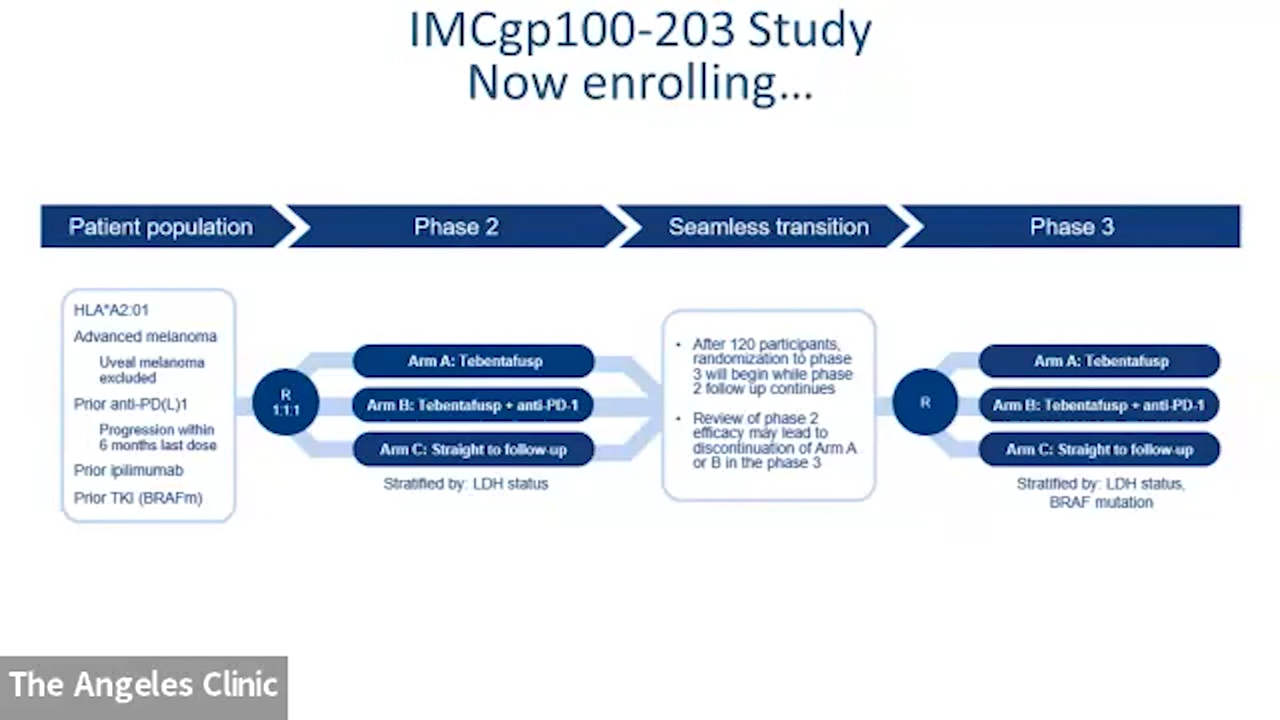 IMCgp100-203 Study
Now enrolling...
Patient population
Phase 2
Seamless transition
Phase 3
HLA*A2:01
Advanced melanoma
Uveal melanoma
excluded
Prior anti-PD(L)1
Progression within
6 months last dose
Prior ipilimumab
Prior TKI (BRAFm)
R
1:1:1
Arm A: Tebentafusp
Arm B: Tebentafusp + anti-PD-1
Arm C: Straight to follow-up
Stratified by: LDH status
• After 120 participants,
randomization to phase
3 will begin while phase
2 follow up continues
• Review of phase 2
efficacy may lead to
discontinuation of Arm A
or B in the phase 3
R
Arm A: Tebentafusp
Arm B: Tebentafusp + anti-PD-1
Arm C: Straight to follow-up
Stratified by: LDH status,
BRAF mutation
The Angeles Clinic